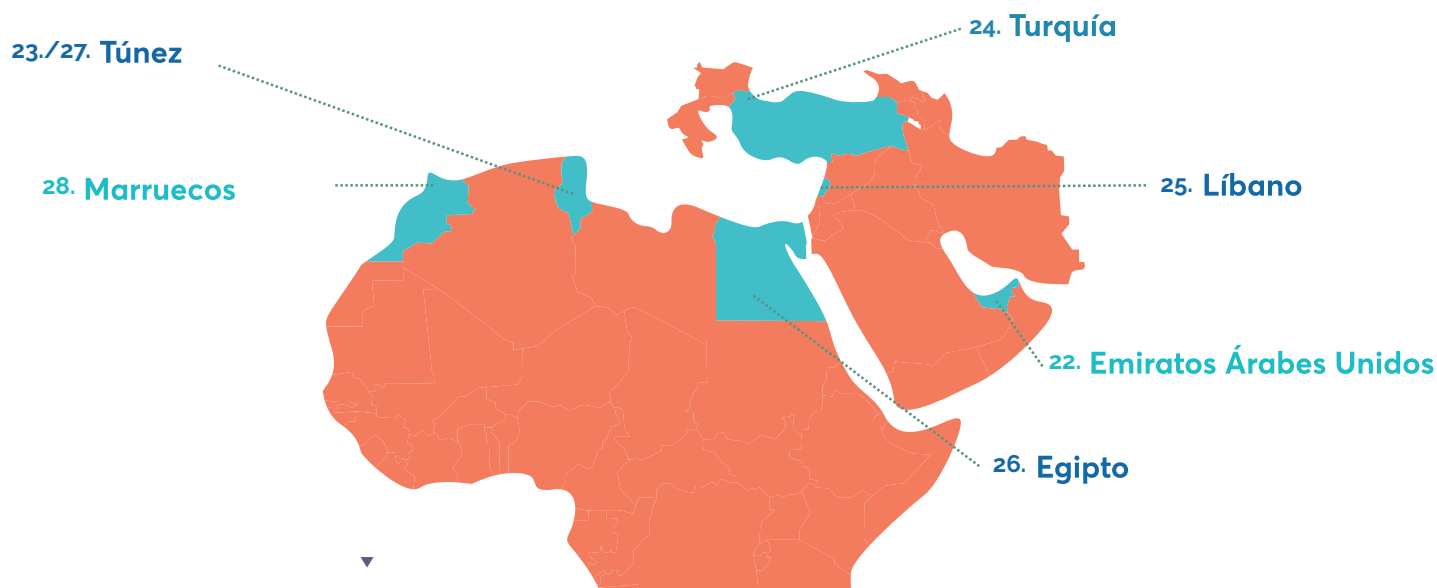 24. Turquía
23./27. Túnez
28. Marruecos
25. Líbano
22. Emiratos Árabes Unidos
26. Egipto